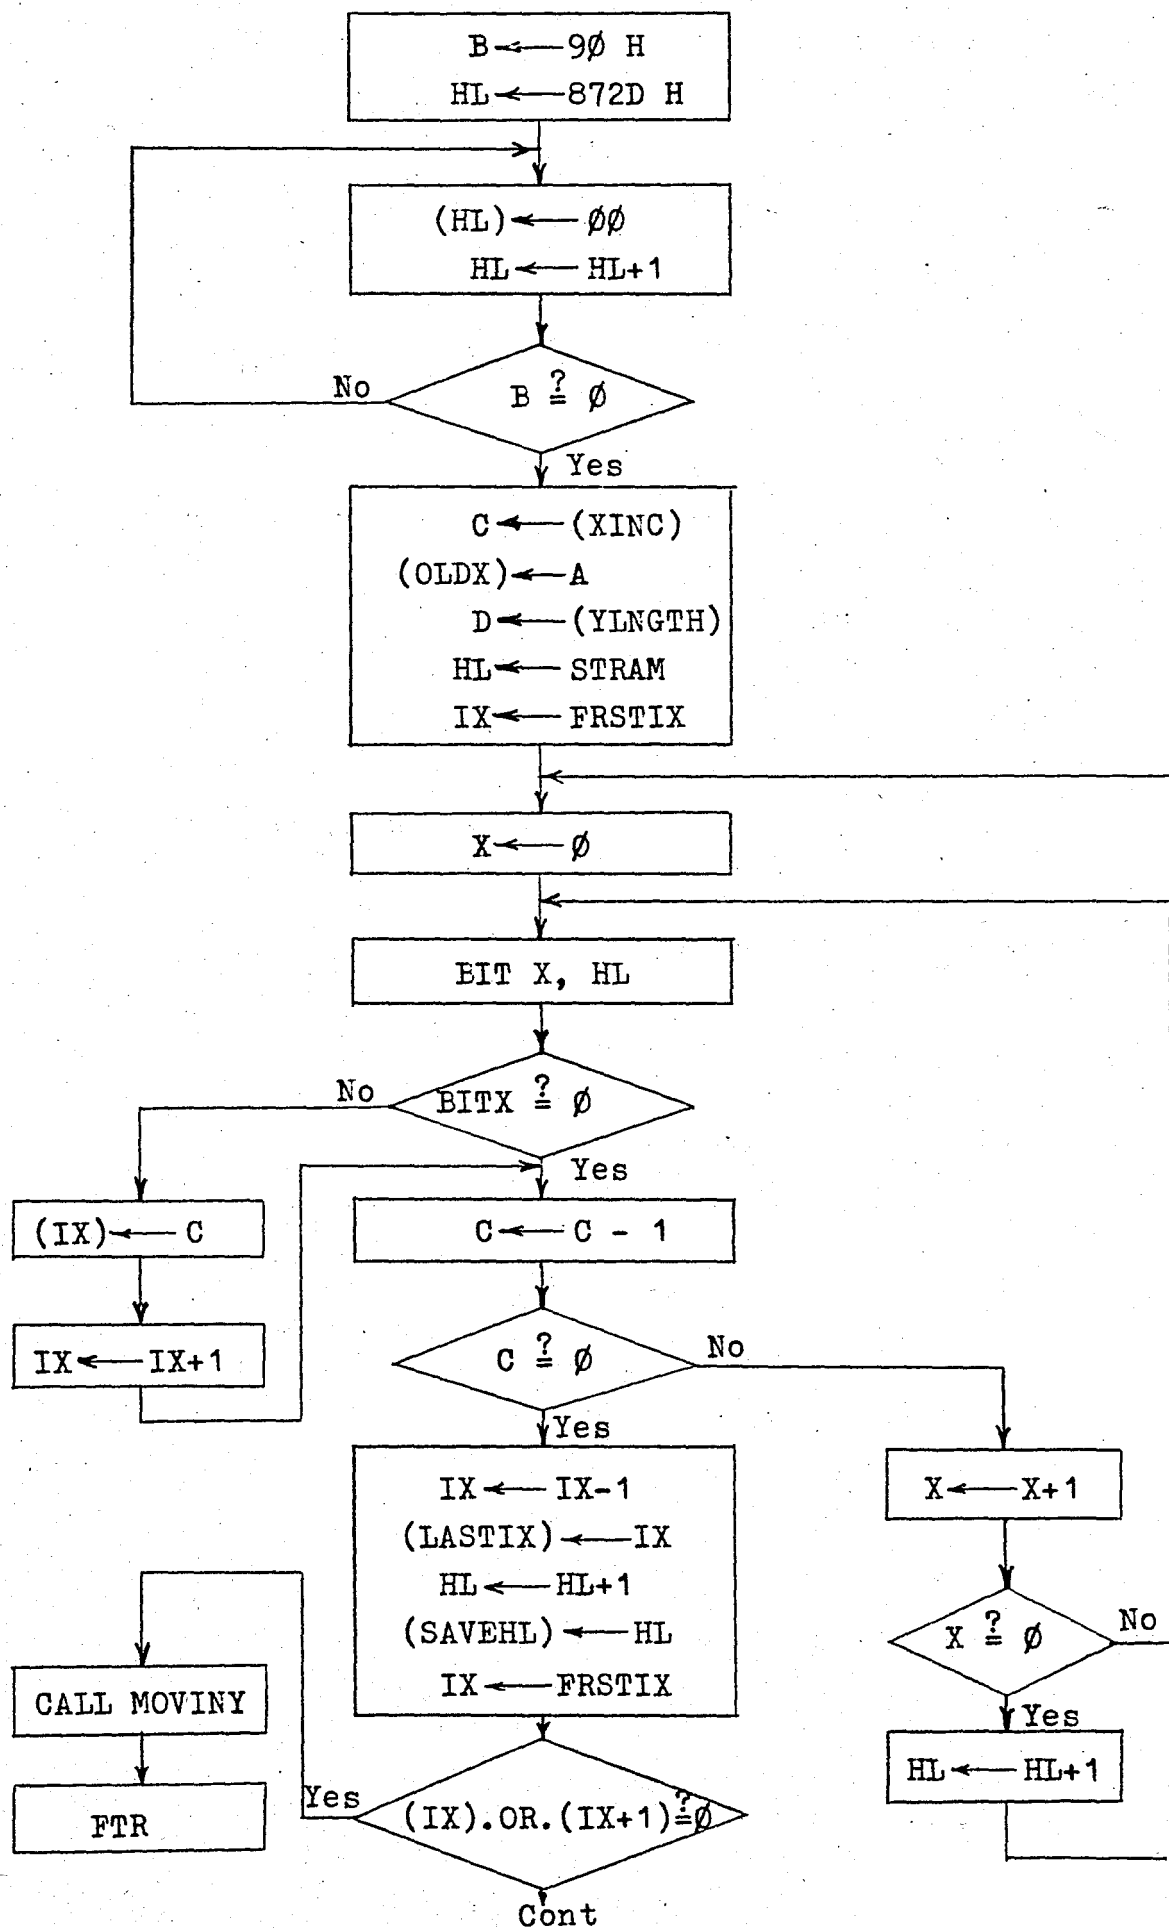 B ← 9Ø H
HL ← 872D H
(HL) ← ØØ
HL ← HL+1
No
B ≟ Ø
Yes
C ← (XINC)
(OLDX) ← A
D ← (YLNGTH)
HL ← STRAM
IX ← FRSTIX
X ← Ø
BIT X, HL
No
BITX ≟ Ø
Yes
(IX) ← C
C ← C - 1
IX ← IX+1
C ≟ Ø
No
Yes
IX ← IX-1
X ← X+1
(LASTIX) ← IX
HL ← HL+1
(SAVEHL) ← HL
X ≟ Ø
No
IX ← FRSTIX
CALL MOVINY
Yes
HL ← HL+1
Yes
(IX).OR.(IX+1) ≟ Ø
FTR
Cont